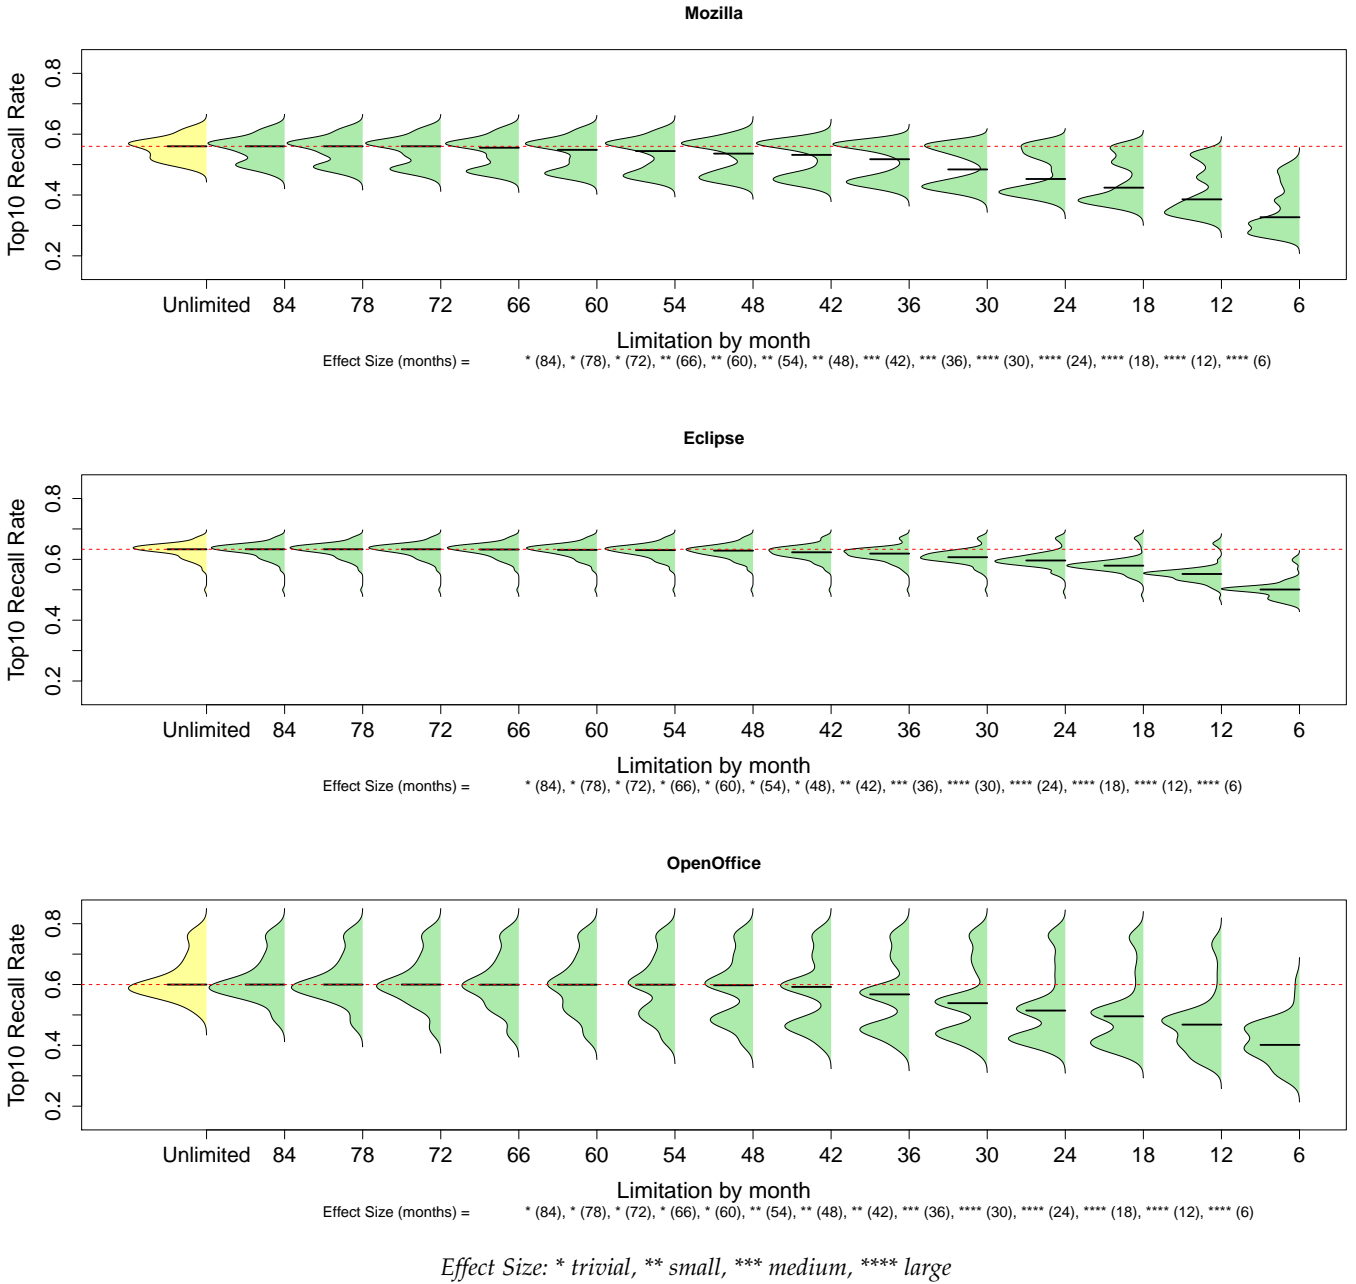 Mozilla
Top10 Recall Rate
0.8
0.6
0.4
0.2
Unlimited 84 78 72 66 60 54 48 42 36 30 24 18 12 6
Limitation by month
Effect Size (months) = * (84), * (78), * (72), ** (66), ** (60), ** (54), ** (48), *** (42), *** (36), **** (30), **** (24), **** (18), **** (12), **** (6)
Eclipse
Top10 Recall Rate
0.8
0.6
0.4
0.2
Unlimited 84 78 72 66 60 54 48 42 36 30 24 18 12 6
Limitation by month
Effect Size (months) = * (84), * (78), * (72), * (66), * (60), * (54), * (48), ** (42), *** (36), **** (30), **** (24), **** (18), **** (12), **** (6)
OpenOffice
Top10 Recall Rate
0.8
0.6
0.4
0.2
Unlimited 84 78 72 66 60 54 48 42 36 30 24 18 12 6
Limitation by month
Effect Size (months) = * (84), * (78), * (72), * (66), * (60), ** (54), ** (48), ** (42), *** (36), **** (30), **** (24), **** (18), **** (12), **** (6)
Effect Size: * trivial, ** small, *** medium, **** large